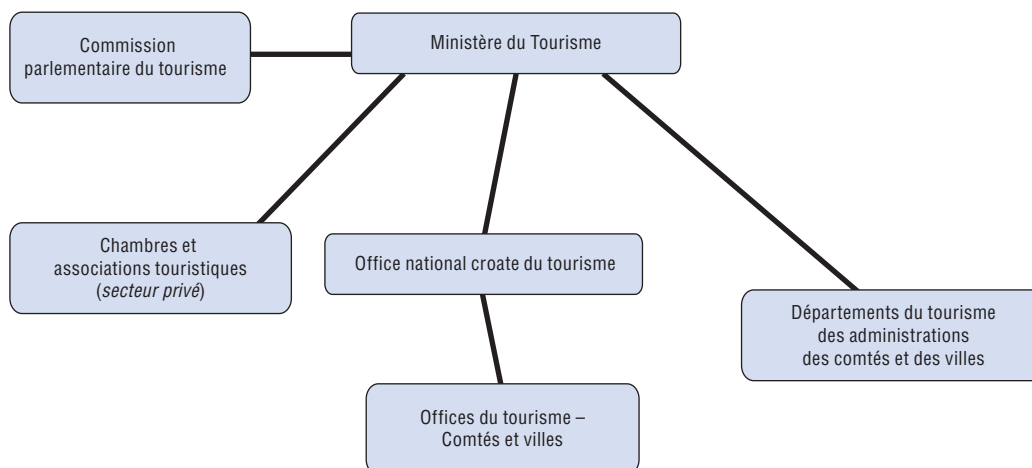 Commission
parlementaire du tourisme
Ministère du Tourisme
Chambres et
associations touristiques
(secteur privé)
Office national croate du tourisme
Départements du tourisme
des administrations
des comtés et des villes
Offices du tourisme –
Comtés et villes